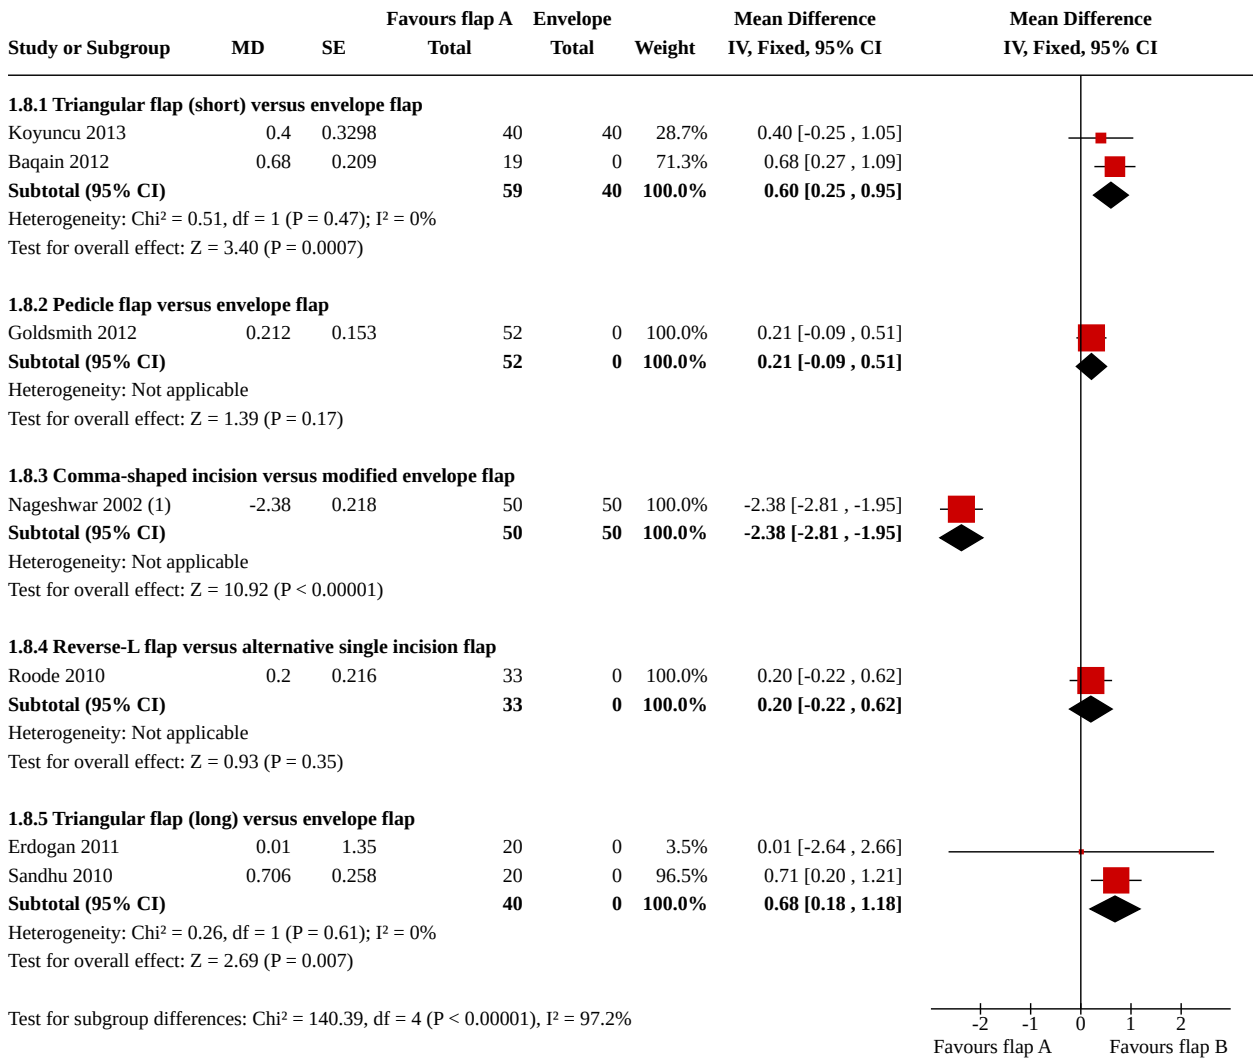 Favours flap A Envelope Mean Difference Mean Difference
Study or Subgroup MD SE Total Total Weight IV, Fixed, 95% CI IV, Fixed, 95% CI
1.8.1 Triangular flap (short) versus envelope flap
Koyuncu 2013 0.4 0.3298 40 40 28.7% 0.40 [-0.25 , 1.05]
Baqain 2012 0.68 0.209 19 0 71.3% 0.68 [0.27 , 1.09]
Subtotal (95% CI) 59 40 100.0% 0.60 [0.25 , 0.95]
Heterogeneity: Chi² = 0.51, df = 1 (P = 0.47); I² = 0%
Test for overall effect: Z = 3.40 (P = 0.0007)
1.8.2 Pedicle flap versus envelope flap
Goldsmith 2012 0.212 0.153 52 0 100.0% 0.21 [-0.09 , 0.51]
Subtotal (95% CI) 52 0 100.0% 0.21 [-0.09 , 0.51]
Heterogeneity: Not applicable
Test for overall effect: Z = 1.39 (P = 0.17)
1.8.3 Comma-shaped incision versus modified envelope flap
Nageshwar 2002 (1) -2.38 0.218 50 50 100.0% -2.38 [-2.81 , -1.95]
Subtotal (95% CI) 50 50 100.0% -2.38 [-2.81 , -1.95]
Heterogeneity: Not applicable
Test for overall effect: Z = 10.92 (P < 0.00001)
1.8.4 Reverse-L flap versus alternative single incision flap
Roode 2010 0.2 0.216 33 0 100.0% 0.20 [-0.22 , 0.62]
Subtotal (95% CI) 33 0 100.0% 0.20 [-0.22 , 0.62]
Heterogeneity: Not applicable
Test for overall effect: Z = 0.93 (P = 0.35)
1.8.5 Triangular flap (long) versus envelope flap
Erdogan 2011 0.01 1.35 20 0 3.5% 0.01 [-2.64 , 2.66]
Sandhu 2010 0.706 0.258 20 0 96.5% 0.71 [0.20 , 1.21]
Subtotal (95% CI) 40 0 100.0% 0.68 [0.18 , 1.18]
Heterogeneity: Chi² = 0.26, df = 1 (P = 0.61); I² = 0%
Test for overall effect: Z = 2.69 (P = 0.007)
Test for subgroup differences: Chi² = 140.39, df = 4 (P < 0.00001), I² = 97.2%
-2 -1 0 1 2
Favours flap A Favours flap B